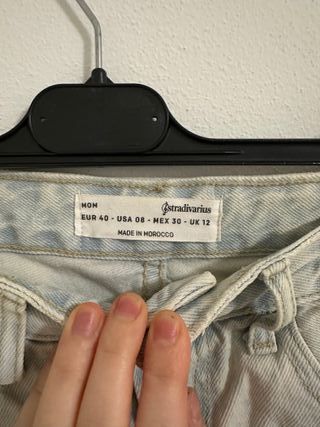 MOM stradivarius
EUR 40 - USA 08 - MEX 30 - UK 12
MADE IN MOROCCO